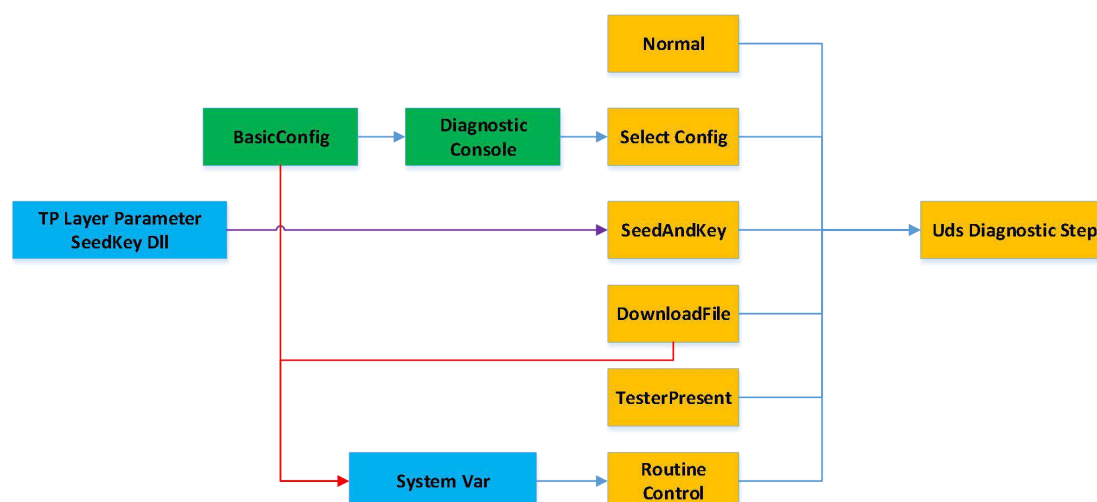 Normal
BasicConfig
Diagnostic
Console
Select Config
TP Layer Parameter
SeedKey Dll
SeedAndKey
Uds Diagnostic Step
DownloadFile
TesterPresent
System Var
Routine
Control